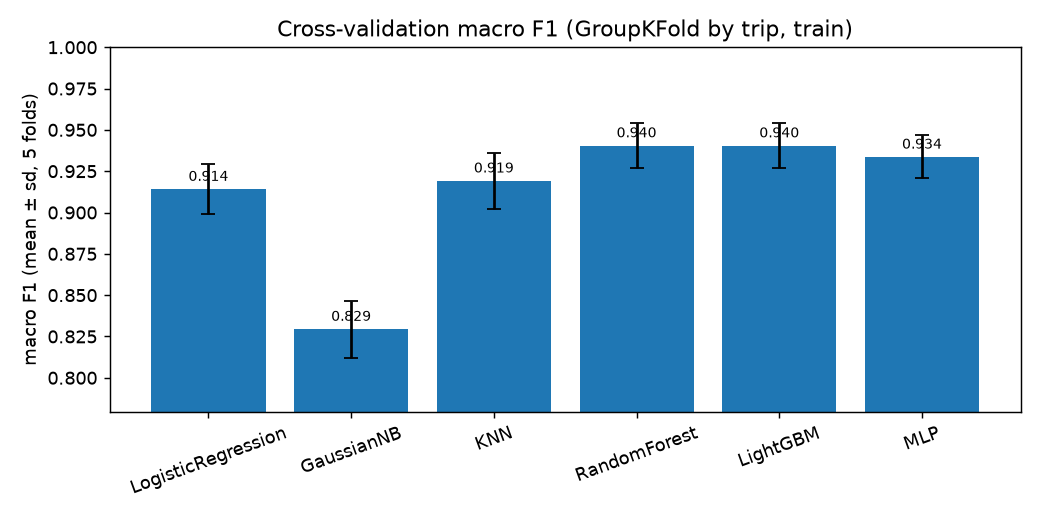 Cross-validation macro F1 (GroupKFold by trip, train)
macro F1 (mean ± sd, 5 folds)
1.000
0.975
0.950
0.925
0.900
0.875
0.850
0.825
0.800
0.914
0.829
0.919
0.940
0.940
0.934
LogisticRegression
GaussianNB
KNN
RandomForest
LightGBM
MLP